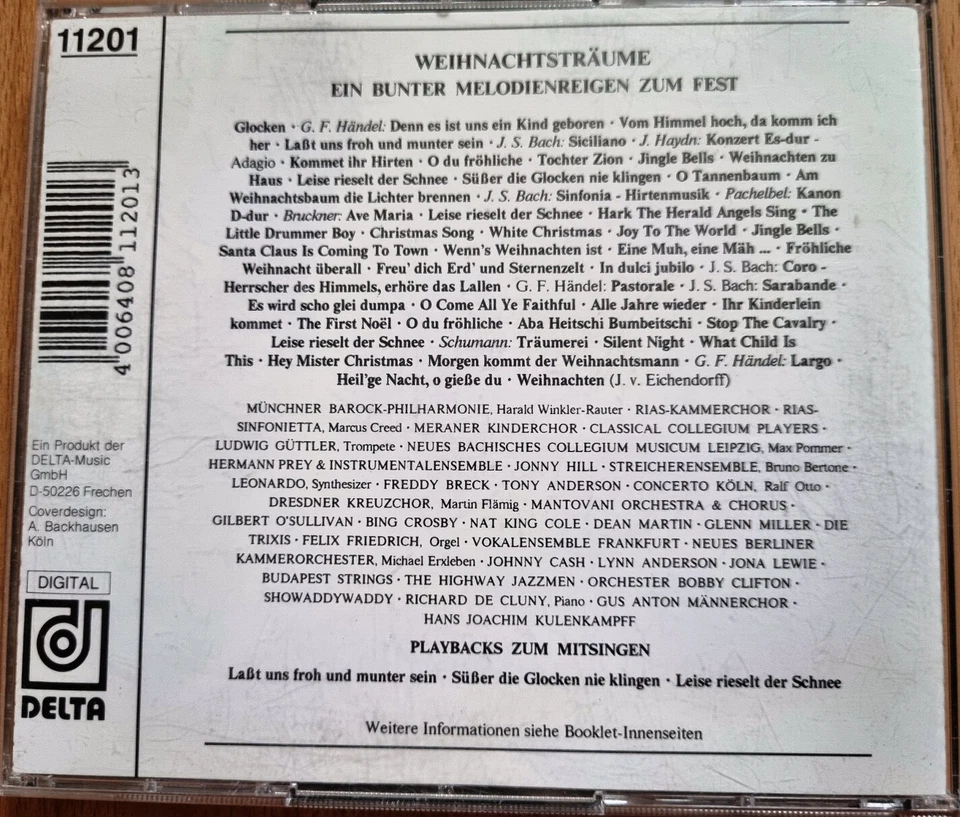 11201
WEIHNACHTSTRÄUME
EIN BUNTER MELODIENREIGEN ZUM FEST
Glocken · G. F. Händel: Denn es ist uns ein Kind geboren · Vom Himmel hoch, da komm ich
her · Laßt uns froh und munter sein · J. S. Bach: Siciliano · J. Haydn: Konzert Es-dur -
Adagio · Kommet ihr Hirten · O du fröhliche · Tochter Zion · Jingle Bells · Weihnachten zu
Haus · Leise rieselt der Schnee · Süßer die Glocken nie klingen · O Tannenbaum · Am
Weihnachtsbaum die Lichter brennen · J. S. Bach: Sinfonia - Hirtenmusik · Pachelbel: Kanon
D-dur · Bruckner: Ave Maria · Leise rieselt der Schnee · Hark The Herald Angels Sing · The
Little Drummer Boy · Christmas Song · White Christmas · Joy To The World · Jingle Bells ·
Santa Claus Is Coming To Town · Wenn's Weihnachten ist · Eine Muh, eine Mäh ... · Fröhliche
Weihnacht überall · Freu' dich Erd' und Sternenzelt · In dulci jubilo · J. S. Bach: Coro -
Herrscher des Himmels, erhöre das Lallen · G. F. Händel: Pastorale · J. S. Bach: Sarabande ·
Es wird scho glei dumpa · O Come All Ye Faithful · Alle Jahre wieder · Ihr Kinderlein
kommet · The First Noël · O du fröhliche · Aba Heitschi Bumbeitschi · Stop The Cavalry ·
Leise rieselt der Schnee · Schumann: Träumerei · Silent Night · What Child Is
This · Hey Mister Christmas · Morgen kommt der Weihnachtsmann · G. F. Händel: Largo ·
Heil'ge Nacht, o gieße du · Weihnachten (J. v. Eichendorff)
MÜNCHNER BAROCK-PHILHARMONIE, Harald Winkler-Rauter · RIAS-KAMMERCHOR · RIAS-
SINFONIETTA, Marcus Creed · MERANER KINDERCHOR · CLASSICAL COLLEGIUM PLAYERS ·
LUDWIG GÜTTLER, Trompete · NEUES BACHISCHES COLLEGIUM MUSICUM LEIPZIG, Max Pommer ·
HERMANN PREY & INSTRUMENTALENSEMBLE · JONNY HILL · STREICHERENSEMBLE, Bruno Bertone ·
LEONARDO, Synthesizer · FREDDY BRECK · TONY ANDERSON · CONCERTO KÖLN, Ralf Otto ·
DRESDNER KREUZCHOR, Martin Flämig · MANTOVANI ORCHESTRA & CHORUS ·
GILBERT O'SULLIVAN · BING CROSBY · NAT KING COLE · DEAN MARTIN · GLENN MILLER · DIE
TRIXIS · FELIX FRIEDRICH, Orgel · VOKALENSEMBLE FRANKFURT · NEUES BERLINER
KAMMERORCHESTER, Michael Erxleben · JOHNNY CASH · LYNN ANDERSON · JONA LEWIE ·
BUDAPEST STRINGS · THE HIGHWAY JAZZMEN · ORCHESTER BOBBY CLIFTON ·
SHOWADDYWADDY · RICHARD DE CLUNY, Piano · GUS ANTON MÄNNERCHOR ·
HANS JOACHIM KULENKAMPFF
PLAYBACKS ZUM MITSINGEN
Laßt uns froh und munter sein · Süßer die Glocken nie klingen · Leise rieselt der Schnee
Weitere Informationen siehe Booklet-Innenseiten
4 006408 112013
Ein Produkt der
DELTA-Music
GmbH
D-50226 Frechen
Coverdesign:
A. Backhausen
Köln
DIGITAL
d
DELTA